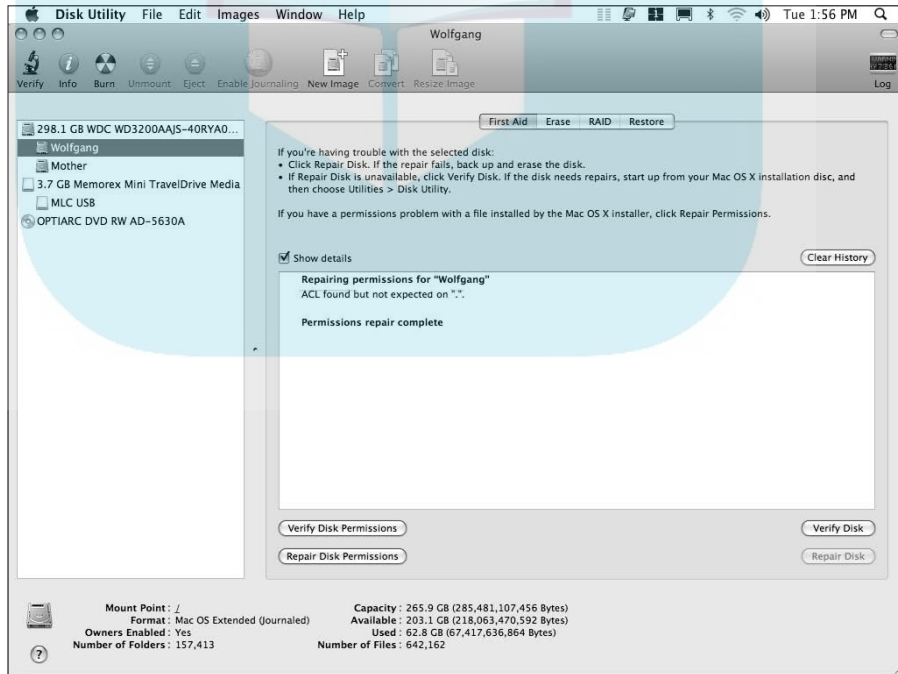 Disk Utility File Edit Images Window Help 1 Tue 1:56 PM
Wolfgang
Verify Info Burn Unmount Eject Enable Journaling New Image Convert Resize Image Log
298.1 GB WDC WD3200AAJS-40RYA0...
Wolfgang
Mother
3.7 GB Memorex Mini TravelDrive Media
MLC USB
OPTIARC DVD RW AD-5630A
First Aid Erase RAID Restore
If you're having trouble with the selected disk:
• Click Repair Disk. If the repair fails, back up and erase the disk.
• If Repair Disk is unavailable, click Verify Disk. If the disk needs repairs, start up from your Mac OS X installation disc, and
then choose Utilities > Disk Utility.
If you have a permissions problem with a file installed by the Mac OS X installer, click Repair Permissions.
Show details Clear History
Repairing permissions for "Wolfgang"
ACL found but not expected on ".".
Permissions repair complete
Verify Disk Permissions Verify Disk
Repair Disk Permissions Repair Disk
Mount Point : / Capacity : 265.9 GB (285,481,107,456 Bytes)
Format : Mac OS Extended (Journaled) Available : 203.1 GB (218,063,470,592 Bytes)
Owners Enabled : Yes Used : 62.8 GB (67,417,636,864 Bytes)
Number of Folders : 157,413 Number of Files : 642,162
?